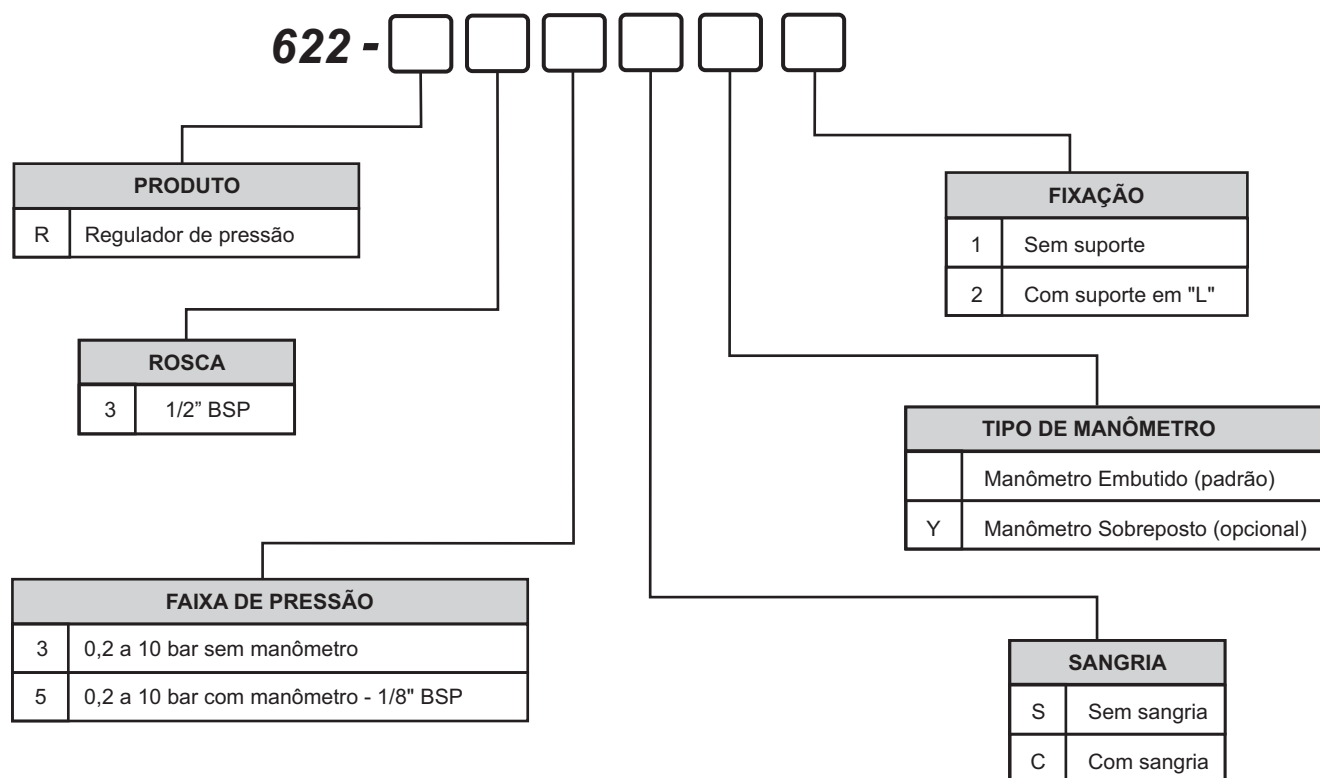 622 -
PRODUTO
R Regulador de pressão
ROSCA
3 1/2” BSP
FAIXA DE PRESSÃO
3 0,2 a 10 bar sem manômetro
5 0,2 a 10 bar com manômetro - 1/8" BSP
FIXAÇÃO
1 Sem suporte
2 Com suporte em "L"
TIPO DE MANÔMETRO
Manômetro Embutido (padrão)
Y Manômetro Sobreposto (opcional)
SANGRIA
S Sem sangria
C Com sangria